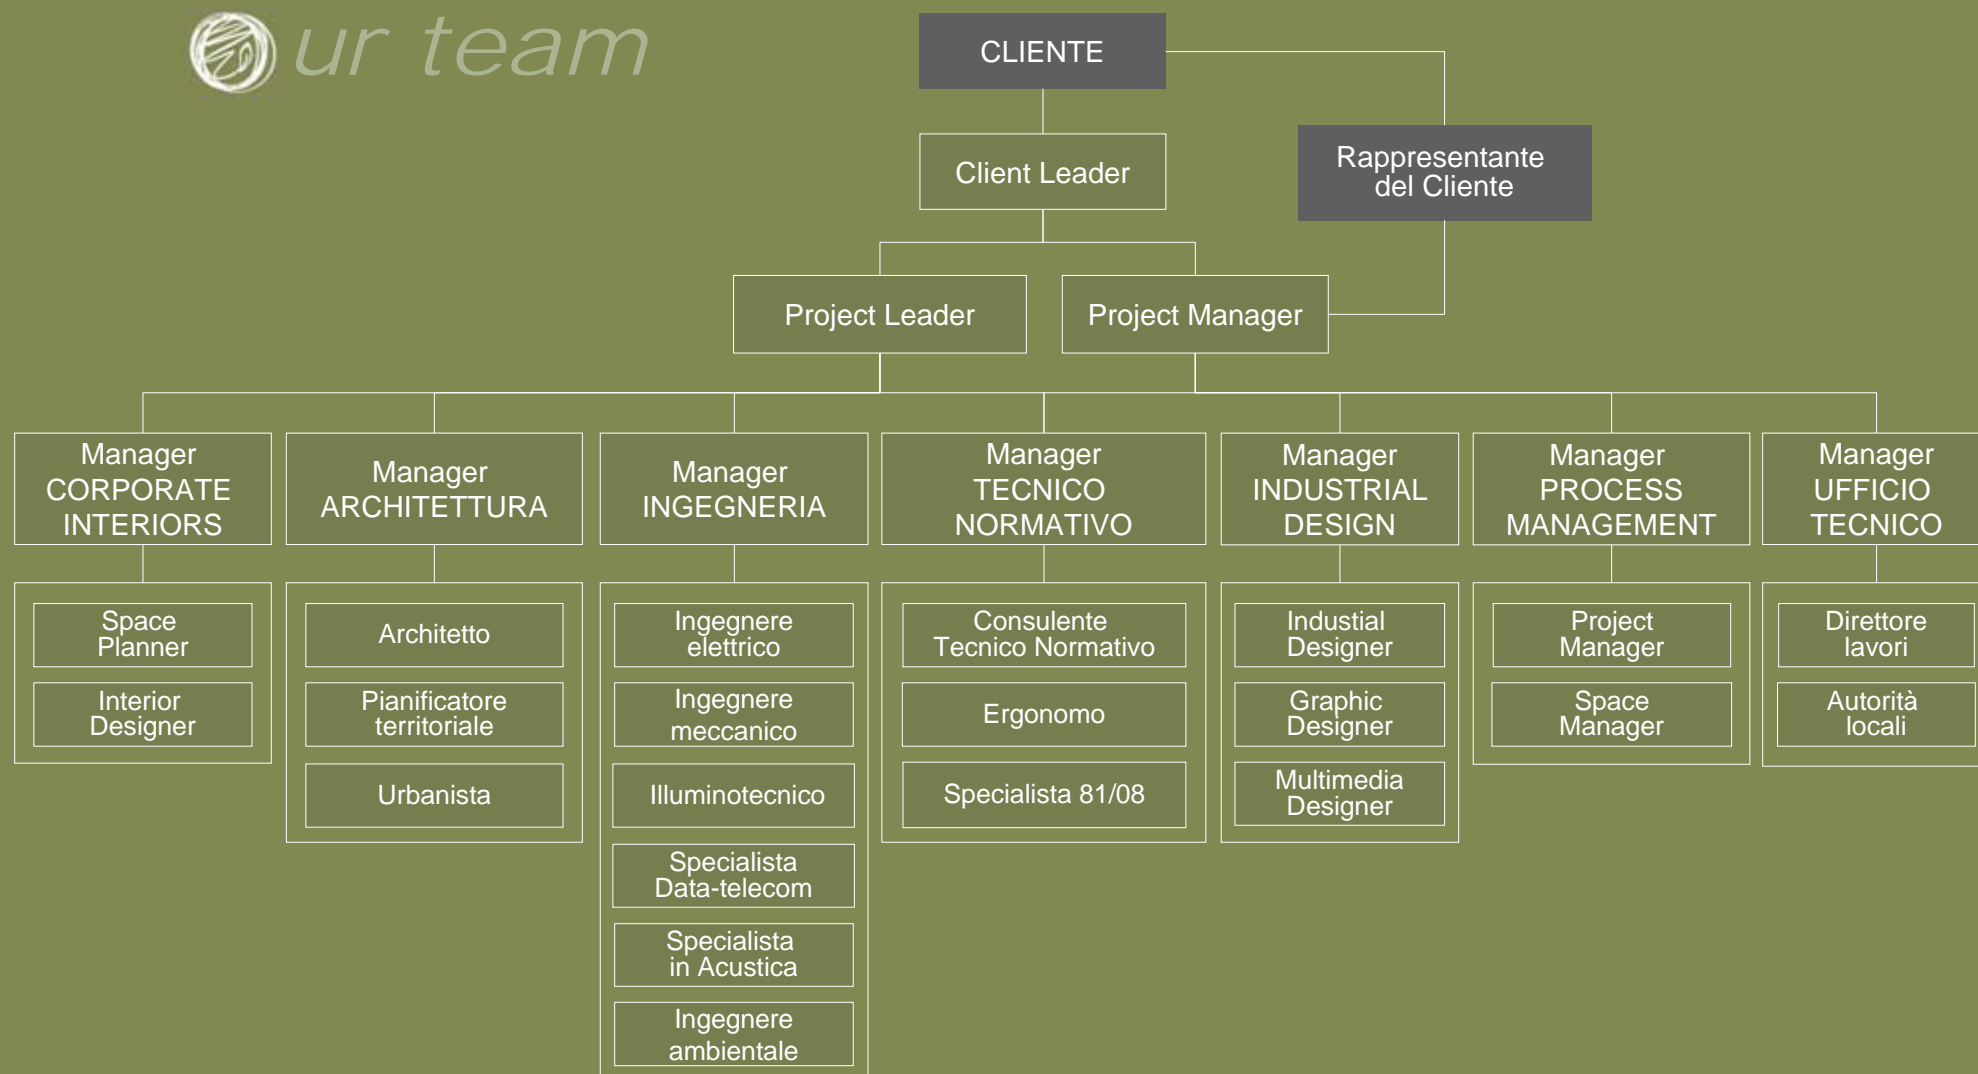 Our team
CLIENTE
Client Leader
Rappresentante
del Cliente
Project Leader
Project Manager
Manager
CORPORATE
INTERIORS
Manager
ARCHITETTURA
Manager
INGEGNERIA
Manager
TECNICO
NORMATIVO
Manager
INDUSTRIAL
DESIGN
Manager
PROCESS
MANAGEMENT
Manager
UFFICIO
TECNICO
Space
Planner
Interior
Designer
Architetto
Pianificatore
territoriale
Urbanista
Ingegnere
elettrico
Ingegnere
meccanico
Illuminotecnico
Specialista
Data-telecom
Specialista
in Acustica
Ingegnere
ambientale
Consulente
Tecnico Normativo
Ergonomo
Specialista 81/08
Industial
Designer
Graphic
Designer
Multimedia
Designer
Project
Manager
Space
Manager
Direttore
lavori
Autorità
locali